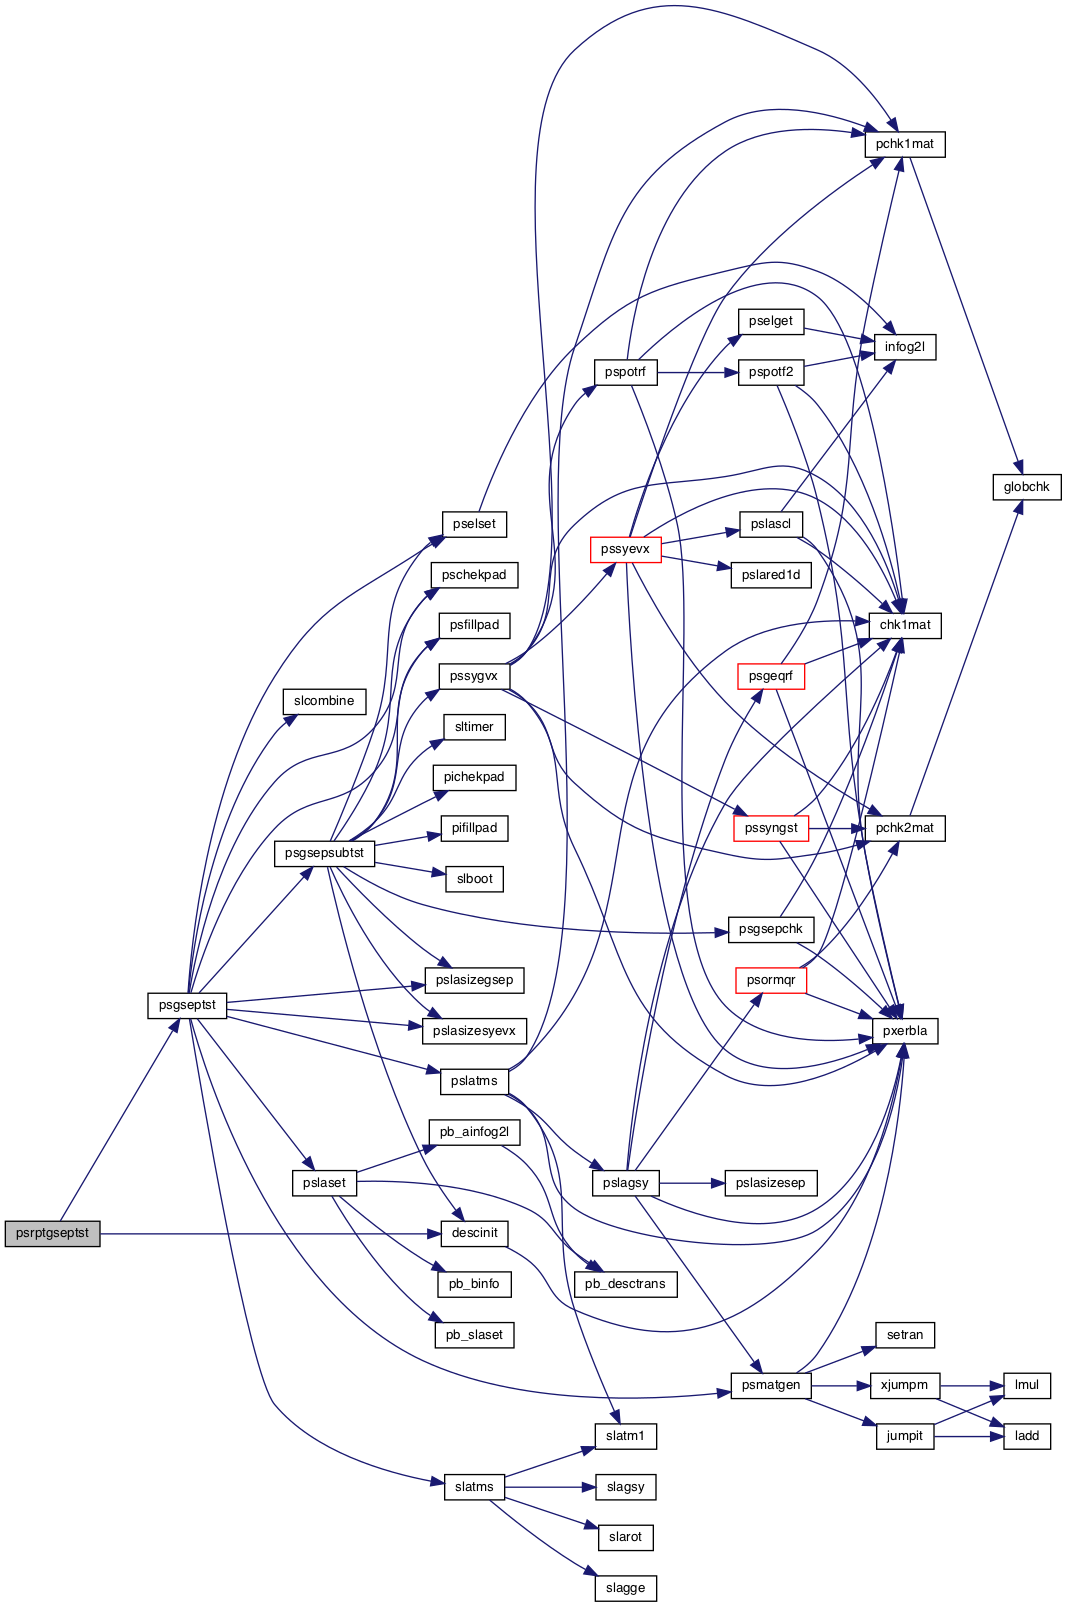 pchk1mat
pselget
infog2l
pspotrf
pspotf2
globchk
pselset
pslascl
pssyevx
pschekpad
pslared1d
psfillpad
chk1mat
pssygvx
psgeqrf
slcombine
sltimer
pichekpad
pifillpad
pssyngst
pchk2mat
psgsepsubtst
slboot
psgsepchk
pslasizegsep
psormqr
psgseptst
pslasizesyevx
pxerbla
pslatms
pb_ainfog2l
pslaset
pslagsy
pslasizesep
psrptgseptst
descinit
pb_binfo
pb_desctrans
pb_slaset
setran
psmatgen
xjumpm
lmul
slatm1
jumpit
ladd
slatms
slagsy
slarot
slagge